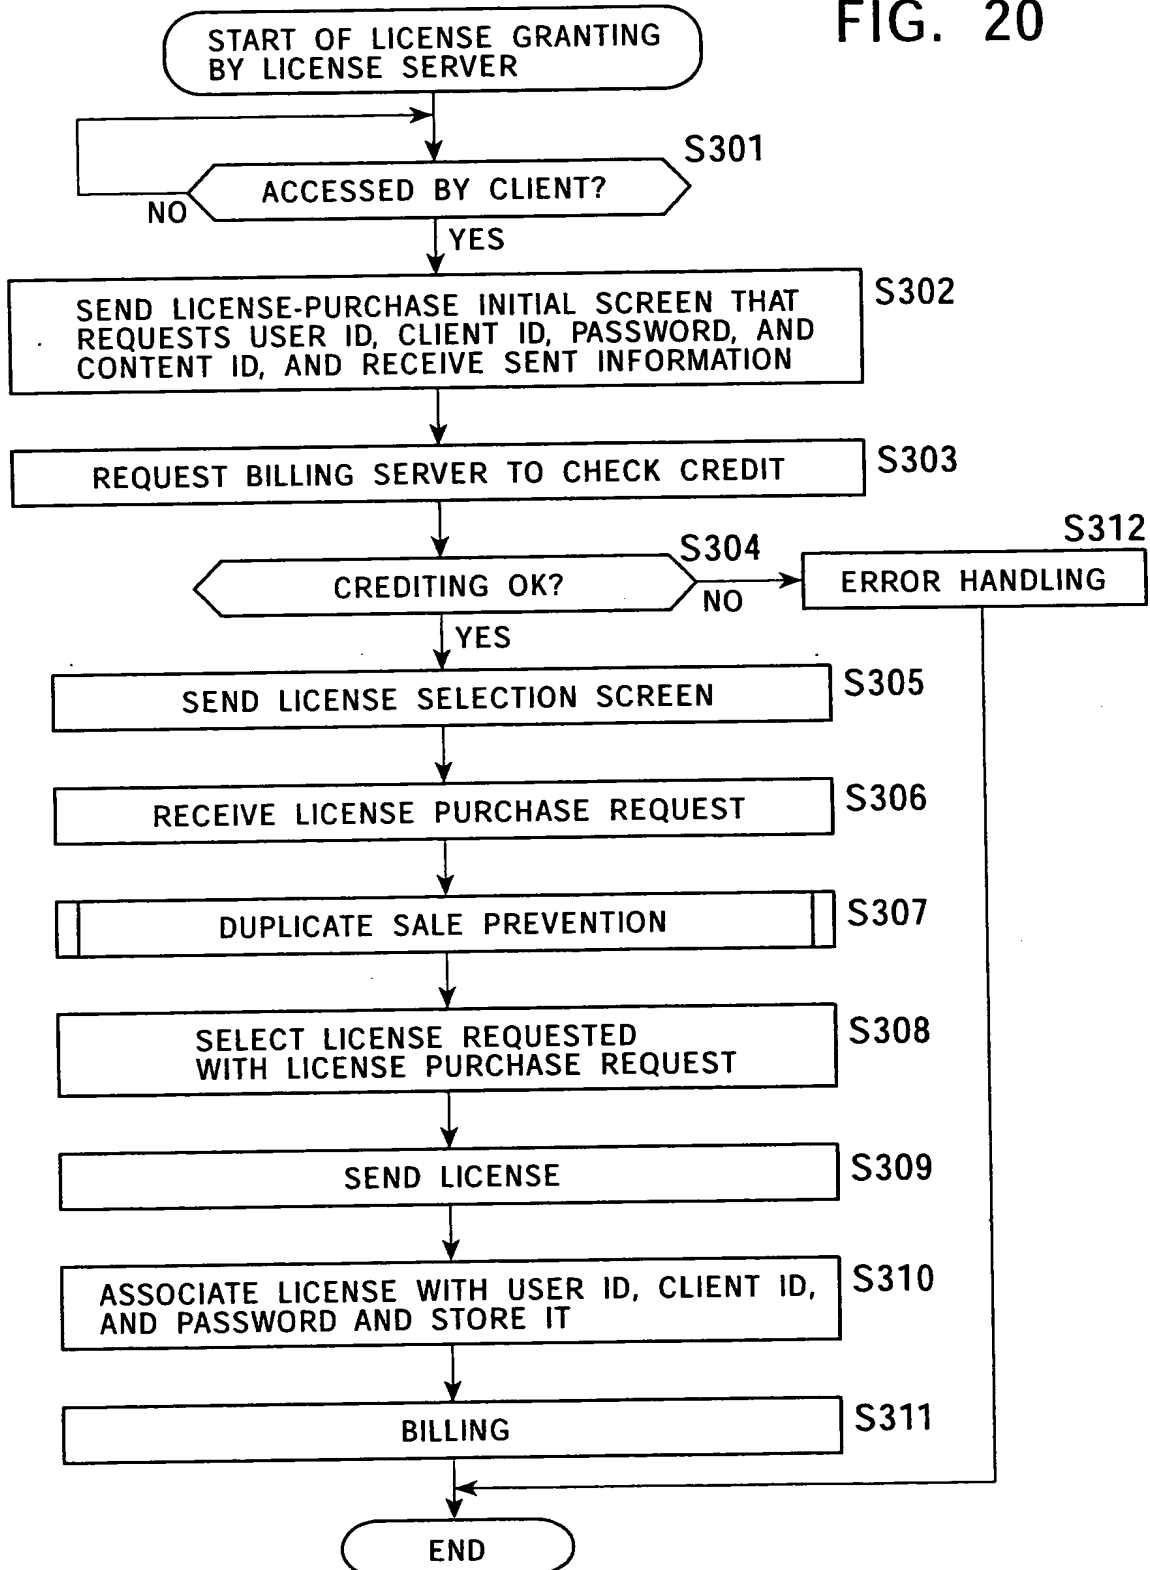 FIG. 20
START OF LICENSE GRANTING
BY LICENSE SERVER
S301
ACCESSED BY CLIENT?
NO
YES
S302
SEND LICENSE-PURCHASE INITIAL SCREEN THAT
REQUESTS USER ID, CLIENT ID, PASSWORD, AND
CONTENT ID, AND RECEIVE SENT INFORMATION
S303
REQUEST BILLING SERVER TO CHECK CREDIT
S304
CREDITING OK?
NO
S312
ERROR HANDLING
YES
S305
SEND LICENSE SELECTION SCREEN
S306
RECEIVE LICENSE PURCHASE REQUEST
S307
DUPLICATE SALE PREVENTION
S308
SELECT LICENSE REQUESTED
WITH LICENSE PURCHASE REQUEST
S309
SEND LICENSE
S310
ASSOCIATE LICENSE WITH USER ID, CLIENT ID,
AND PASSWORD AND STORE IT
S311
BILLING
END